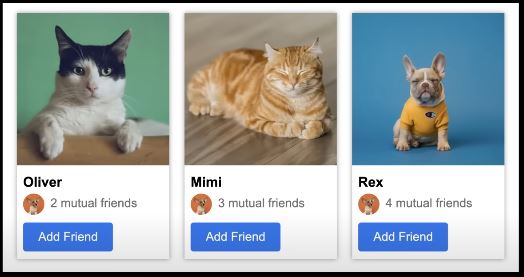 Oliver
2 mutual friends
Add Friend
Mimi
3 mutual friends
Add Friend
Rex
4 mutual friends
Add Friend